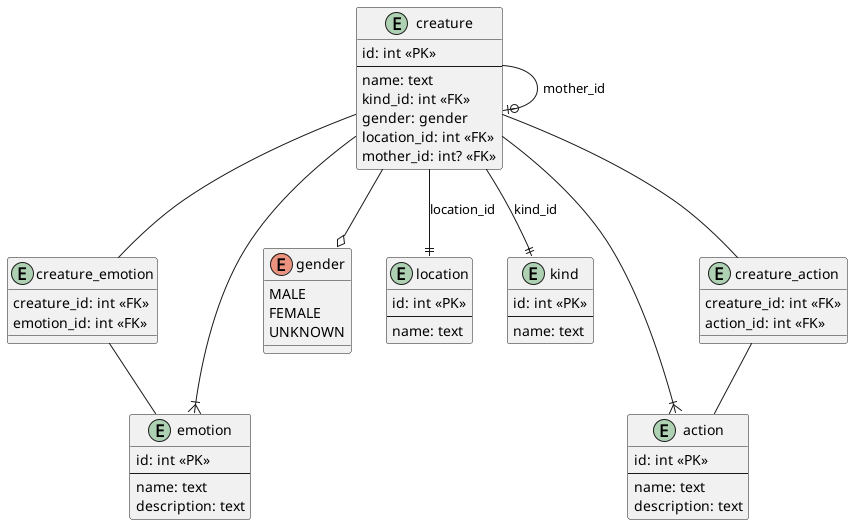 E creature
id: int «PK»
name: text
kind_id: int «FK»
gender: gender
location_id: int «FK»
mother_id: int? «FK»
mother_id
location_id
kind_id
E creature_emotion
creature_id: int «FK»
emotion_id: int «FK»
E gender
MALE
FEMALE
UNKNOWN
E location
id: int «PK»
name: text
E kind
id: int «PK»
name: text
E creature_action
creature_id: int «FK»
action_id: int «FK»
E emotion
id: int «PK»
name: text
description: text
E action
id: int «PK»
name: text
description: text